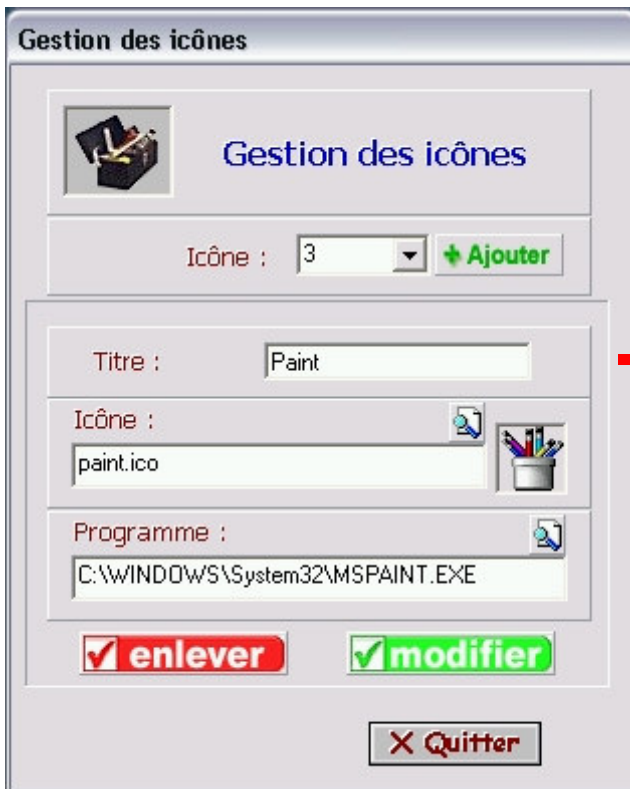 Gestion des icônes
Gestion des icônes
Icône : 3 + Ajouter
Titre : Paint
Icône :
paint.ico
Programme :
C:\WINDOWS\System32\MSPAINT.EXE
enlever modifier
X Quitter